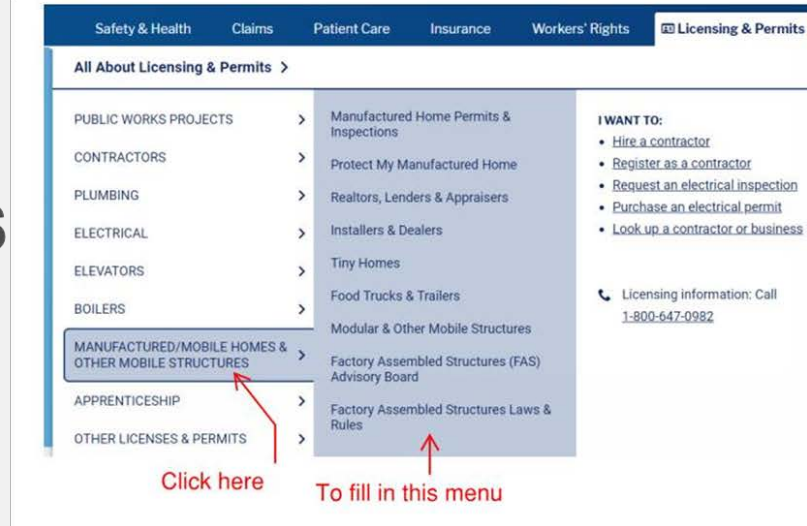 Safety & Health Claims Patient Care Insurance Workers' Rights Licensing & Permits
All About Licensing & Permits >
PUBLIC WORKS PROJECTS >
CONTRACTORS >
PLUMBING >
ELECTRICAL >
ELEVATORS >
BOILERS >
MANUFACTURED/MOBILE HOMES &
OTHER MOBILE STRUCTURES >
APPRENTICESHIP >
OTHER LICENSES & PERMITS >
Manufactured Home Permits &
Inspections
Protect My Manufactured Home
Realtors, Lenders & Appraisers
Installers & Dealers
Tiny Homes
Food Trucks & Trailers
Modular & Other Mobile Structures
Factory Assembled Structures (FAS)
Advisory Board
Factory Assembled Structures Laws &
Rules
I WANT TO:
• Hire a contractor
• Register as a contractor
• Request an electrical inspection
• Purchase an electrical permit
• Look up a contractor or business
Licensing information: Call
1-800-647-0982
Click here
To fill in this menu